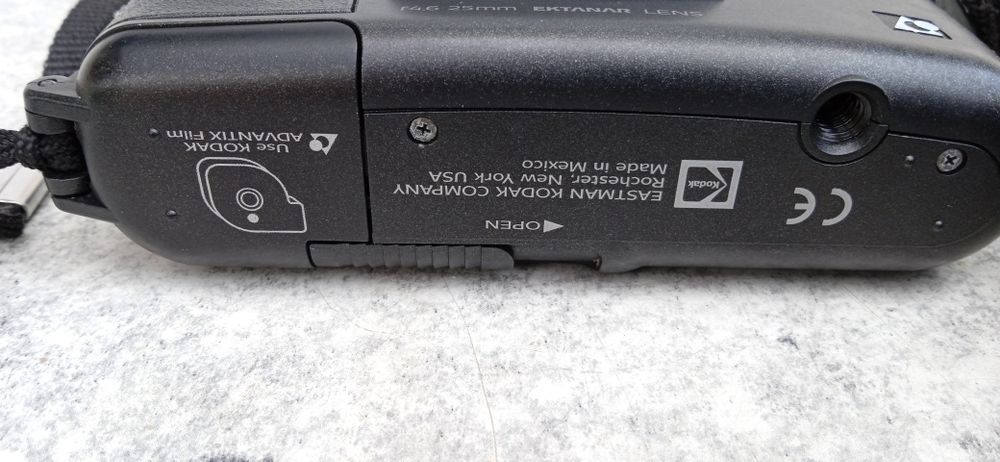 f4.6 25mm EKTANAR LENS
Use KODAK
ADVANTIX Film
EASTMAN KODAK COMPANY
Rochester, New York USA
Made in Mexico
Kodak
CE
◄OPEN